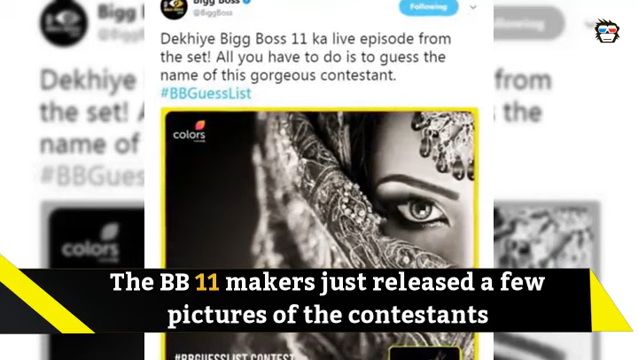 Bigg Boss
@BiggBoss
Following
Dekhiye Bigg Boss 11 ka live episode from
the set! All you have to do is to guess the
name of this gorgeous contestant.
#BBGuessList
colors
The BB 11 makers just released a few
pictures of the contestants
#BBGUESSLIST CONTEST